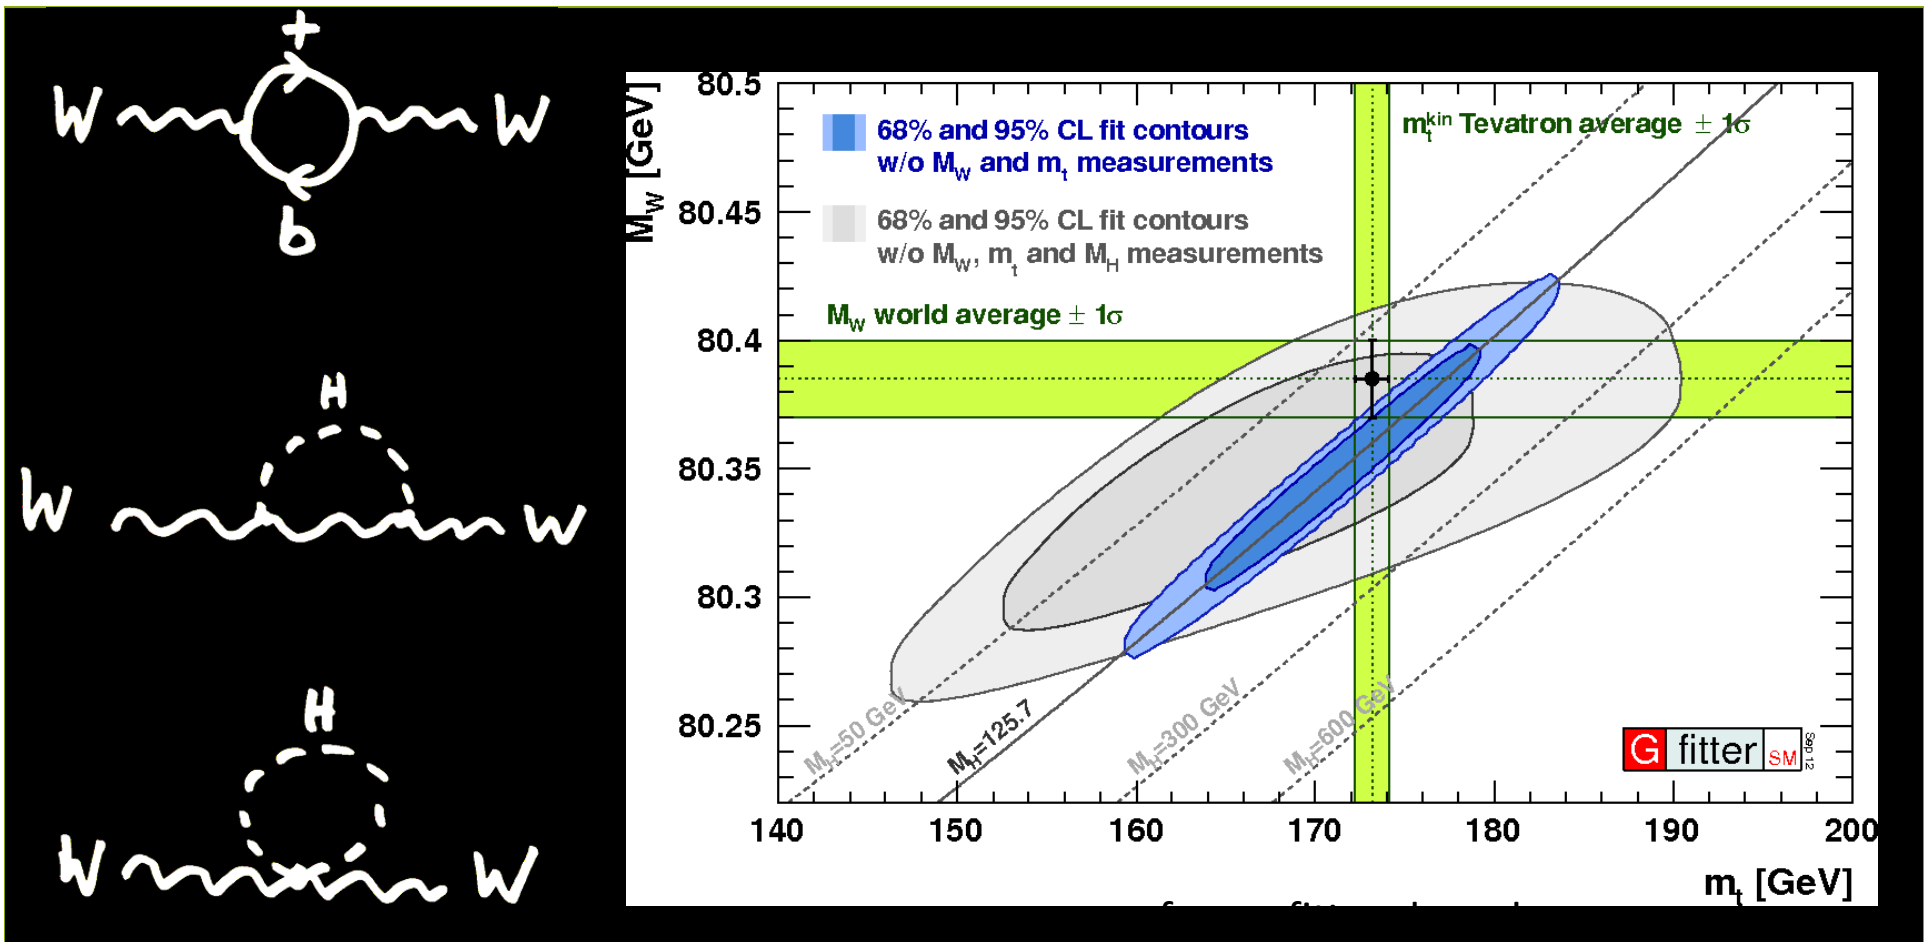 t
W W
b
H
W W
H
W W
M_W [GeV]
80.5
80.45
80.4
80.35
80.3
80.25
68% and 95% CL fit contours
w/o M_W and m_t measurements
68% and 95% CL fit contours
w/o M_W, m_t and M_H measurements
m_t^kin Tevatron average ± 1σ
M_W world average ± 1σ
M_H=50 GeV
M_H=125.7
M_H=300 GeV
M_H=600 GeV
G fitter SM
Sep 12
140 150 160 170 180 190 200
m_t [GeV]